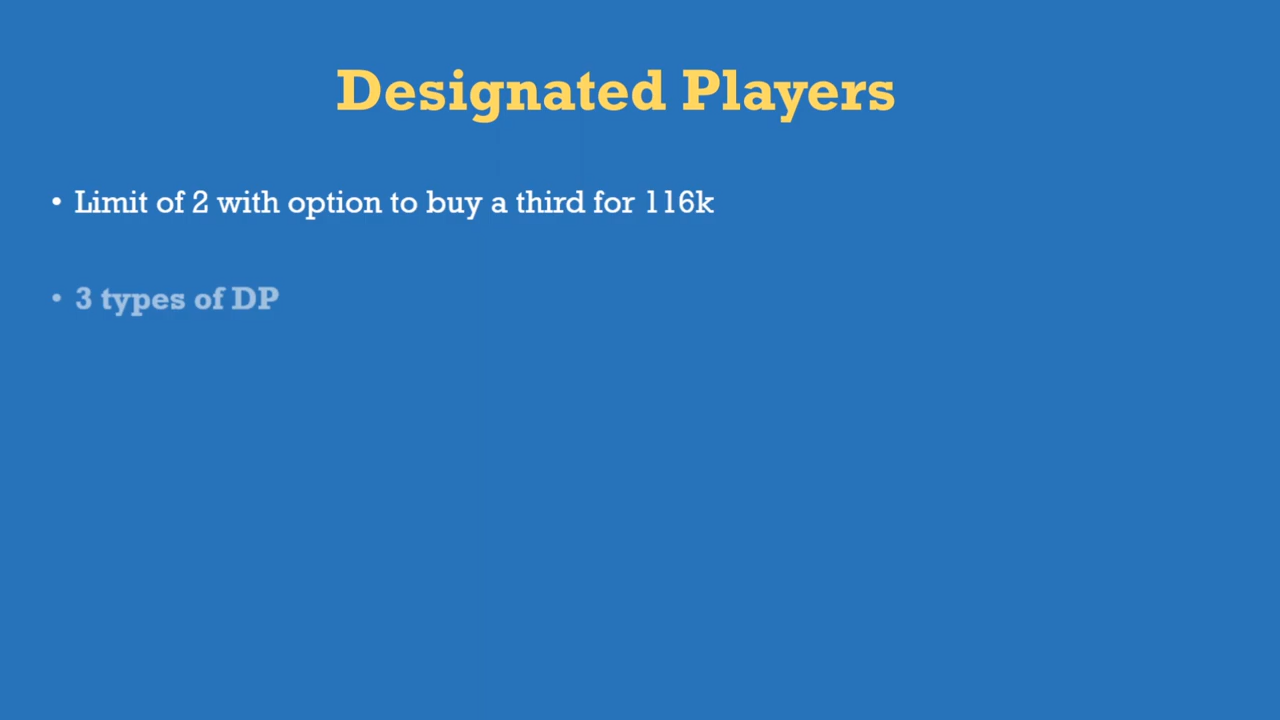 Designated Players
• Limit of 2 with option to buy a third for 116k
• 3 types of DP